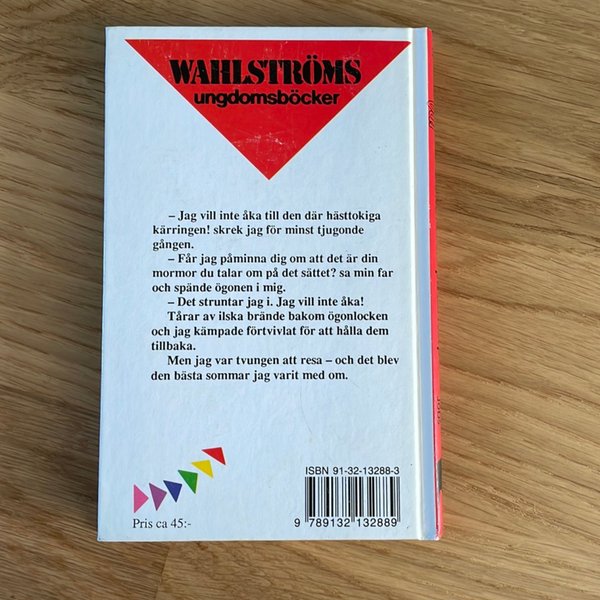 WAHLSTRÖMS
ungdomsböcker
– Jag vill inte åka till den där hästtokiga
kärringen! skrek jag för minst tjugonde
gången.
– Får jag påminna dig om att det är din
mormor du talar om på det sättet? sa min far
och spände ögonen i mig.
– Det struntar jag i. Jag vill inte åka!
Tårar av ilska brände bakom ögonlocken
och jag kämpade förtvivlat för att hålla dem
tillbaka.
Men jag var tvungen att resa – och det blev
den bästa sommar jag varit med om.
Pris ca 45:-
ISBN 91-32-13288-3
9 789132 132889